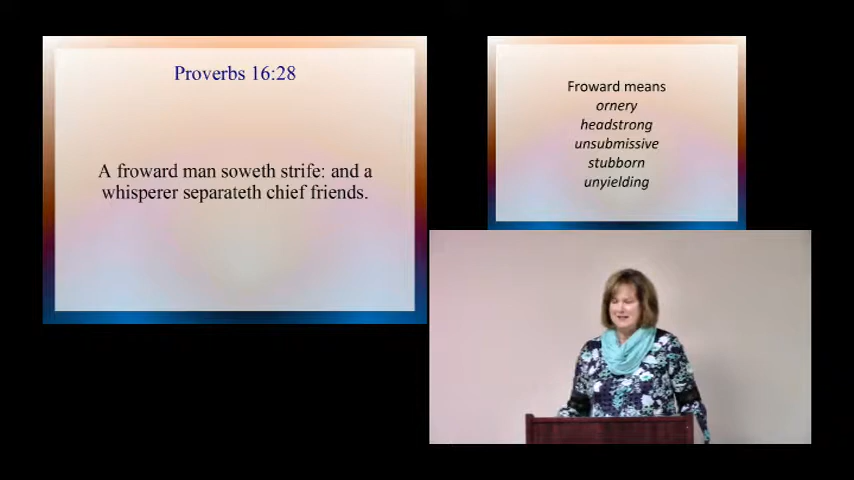 Proverbs 16:28
A froward man soweth strife: and a
whisperer separateth chief friends.
Froward means
ornery
headstrong
unsubmissive
stubborn
unyielding